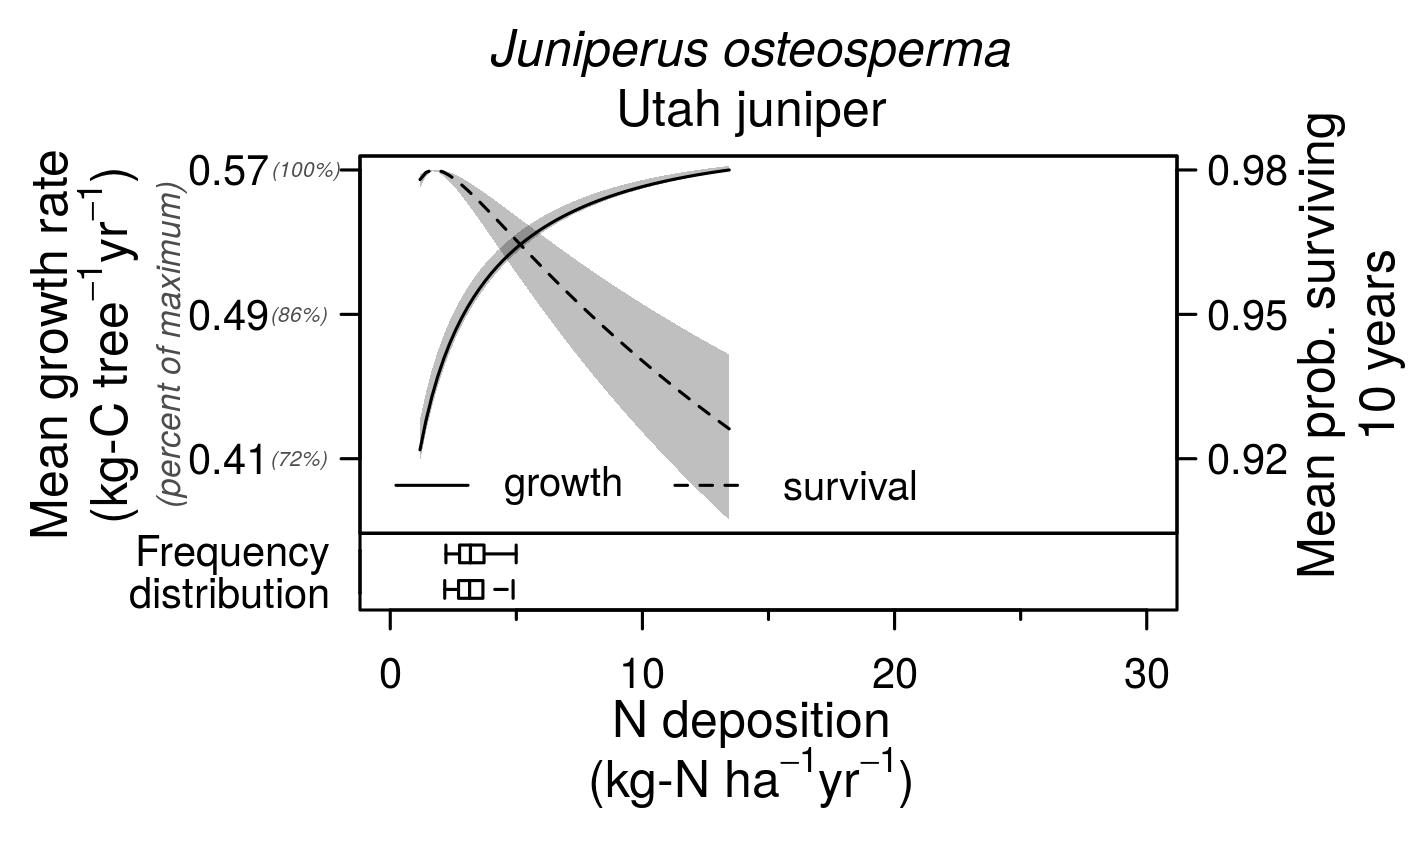 Juniperus osteosperma
Utah juniper
Mean growth rate
(kg-C tree⁻¹yr⁻¹)
(percent of maximum)
0.57 (100%)
0.49 (86%)
0.41 (72%)
0.98
0.95
0.92
Mean prob. surviving
10 years
growth
survival
Frequency
distribution
0 10 20 30
N deposition
(kg-N ha⁻¹yr⁻¹)